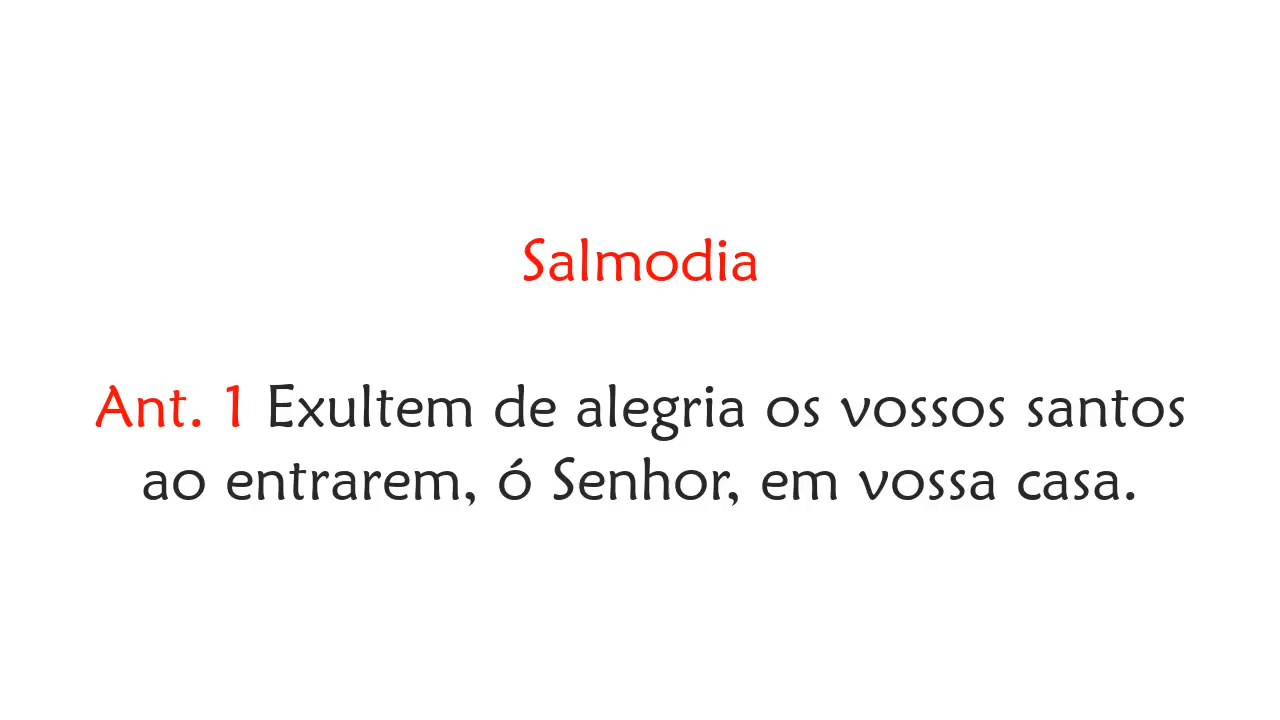 Salmodia
Ant. 1 Exultem de alegria os vossos santos
ao entrarem, ó Senhor, em vossa casa.